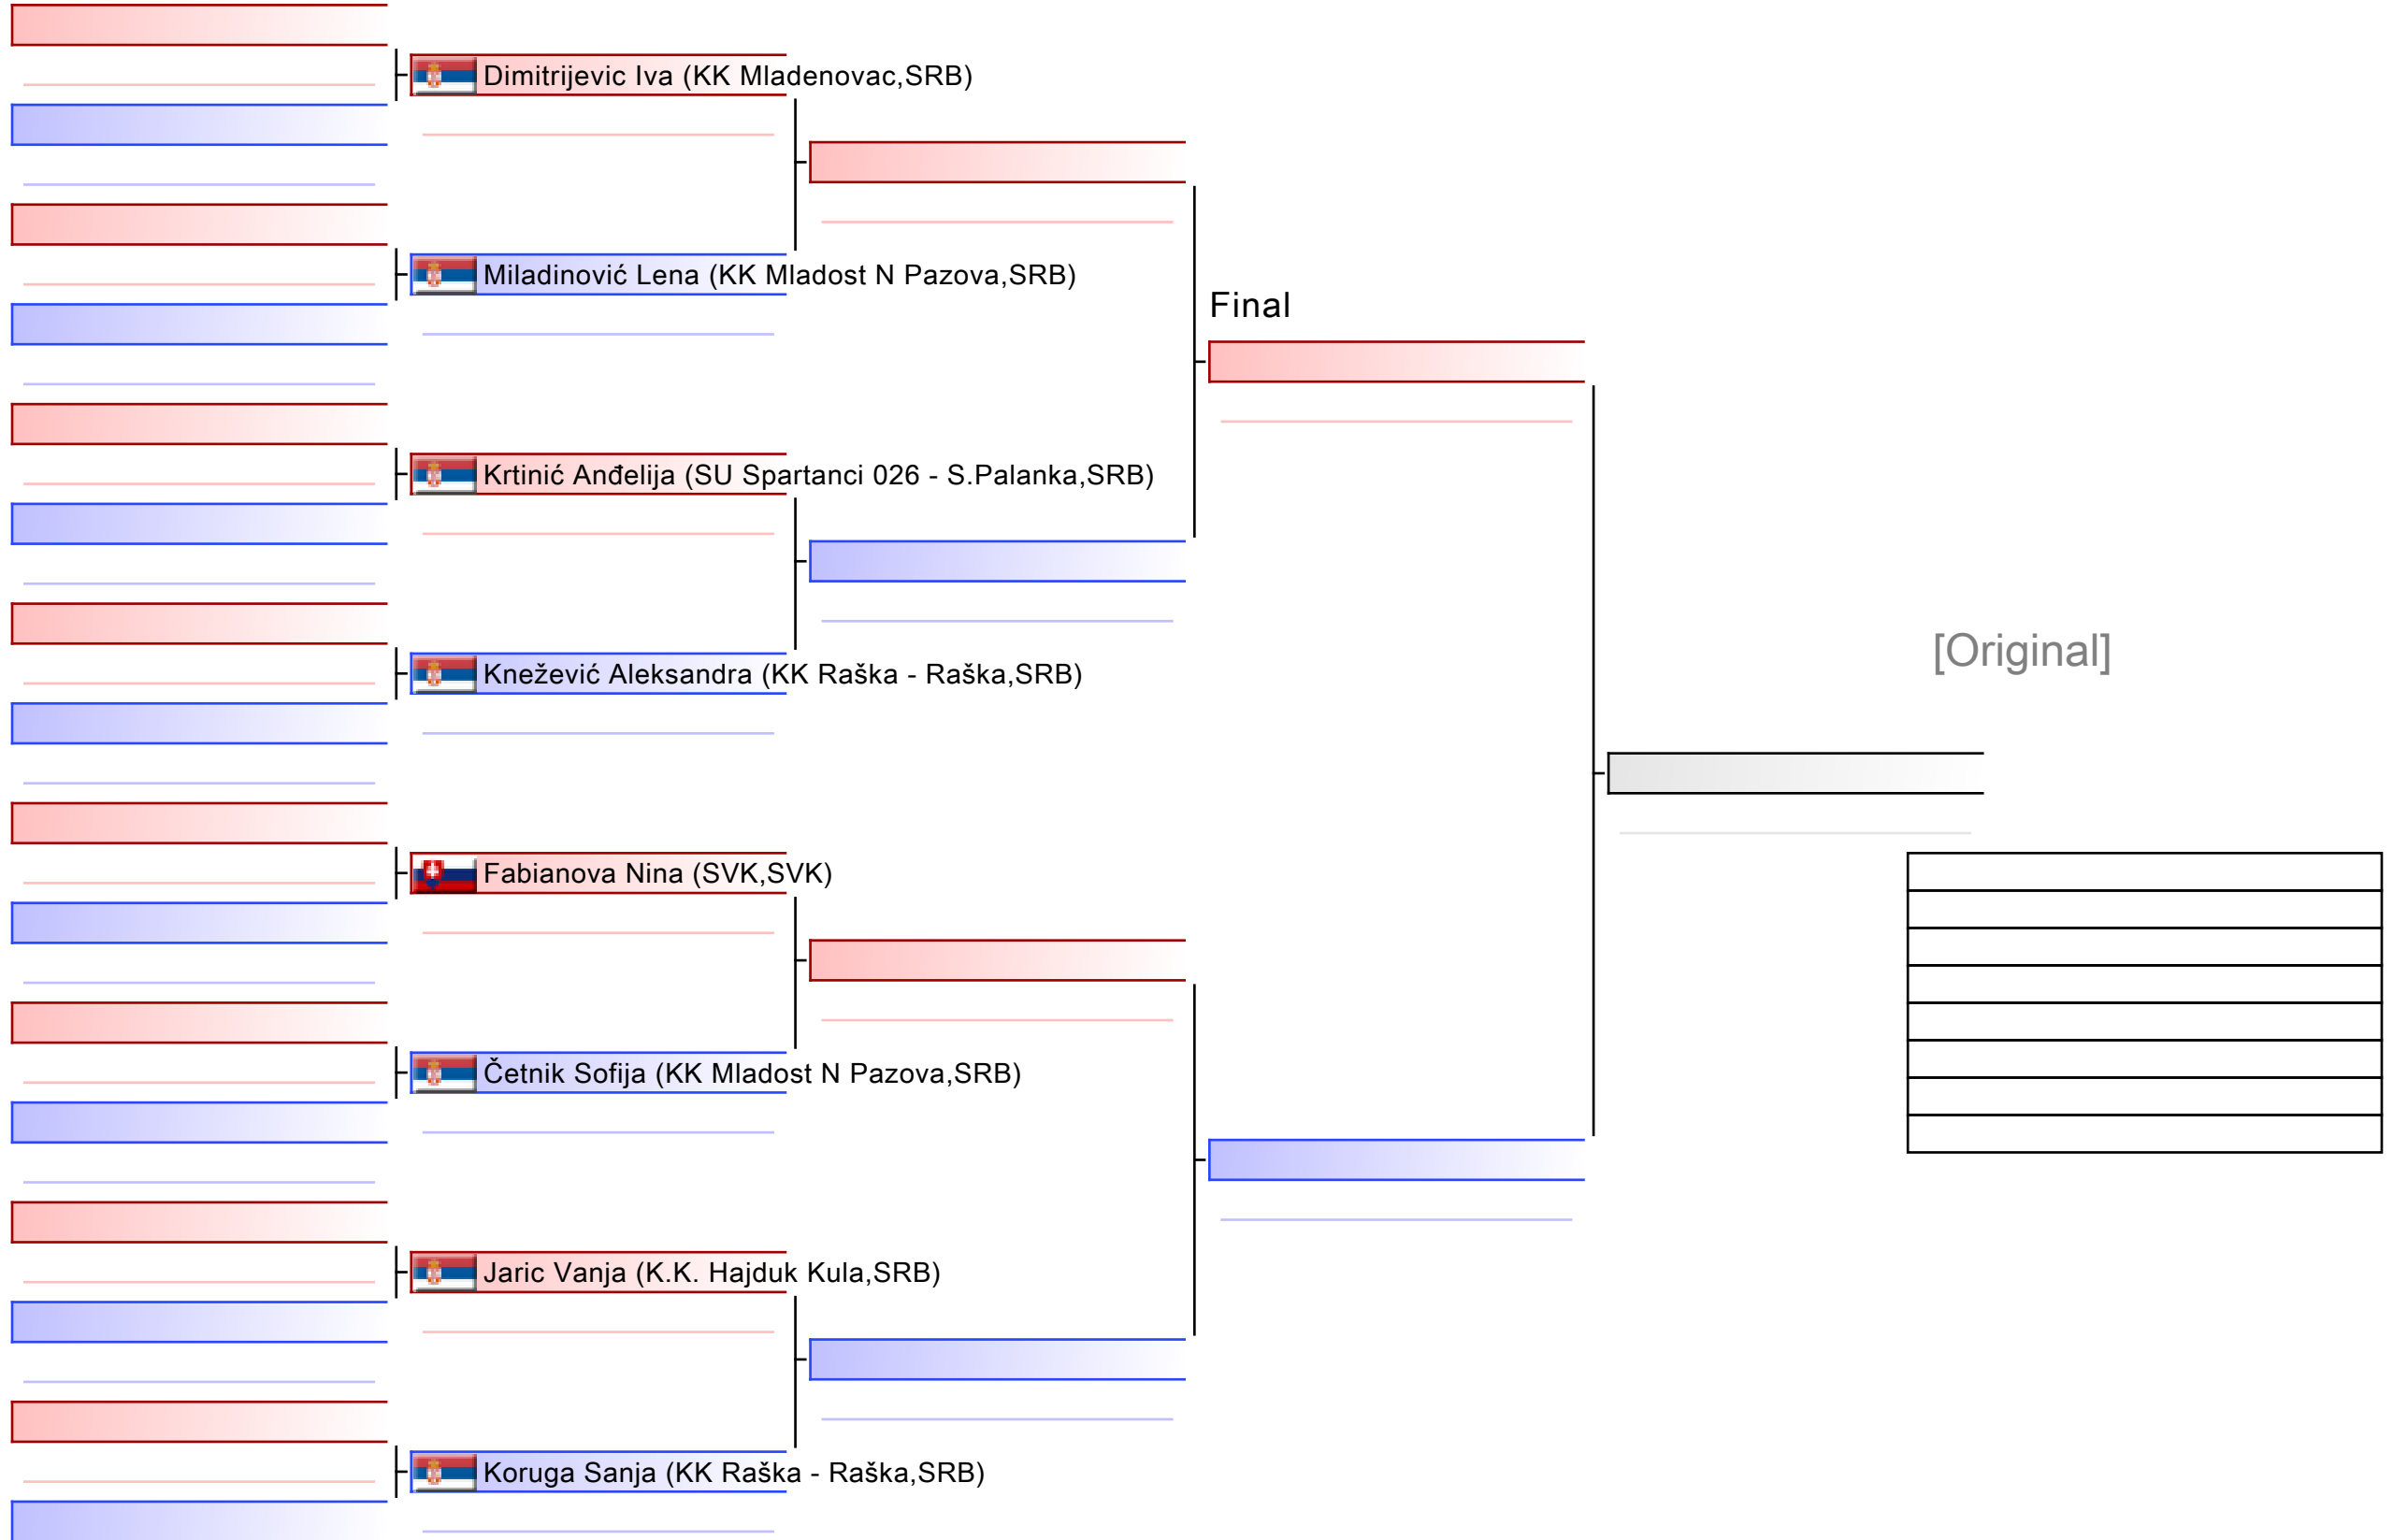 Dimitrijevic Iva (KK Mladenovac,SRB)
Miladinović Lena (KK Mladost N Pazova,SRB)
Final
Krtinić Anđelija (SU Spartanci 026 - S.Palanka,SRB)
[Original]
Knežević Aleksandra (KK Raška - Raška,SRB)
Fabianova Nina (SVK,SVK)
Četnik Sofija (KK Mladost N Pazova,SRB)
Jaric Vanja (K.K. Hajduk Kula,SRB)
Koruga Sanja (KK Raška - Raška,SRB)